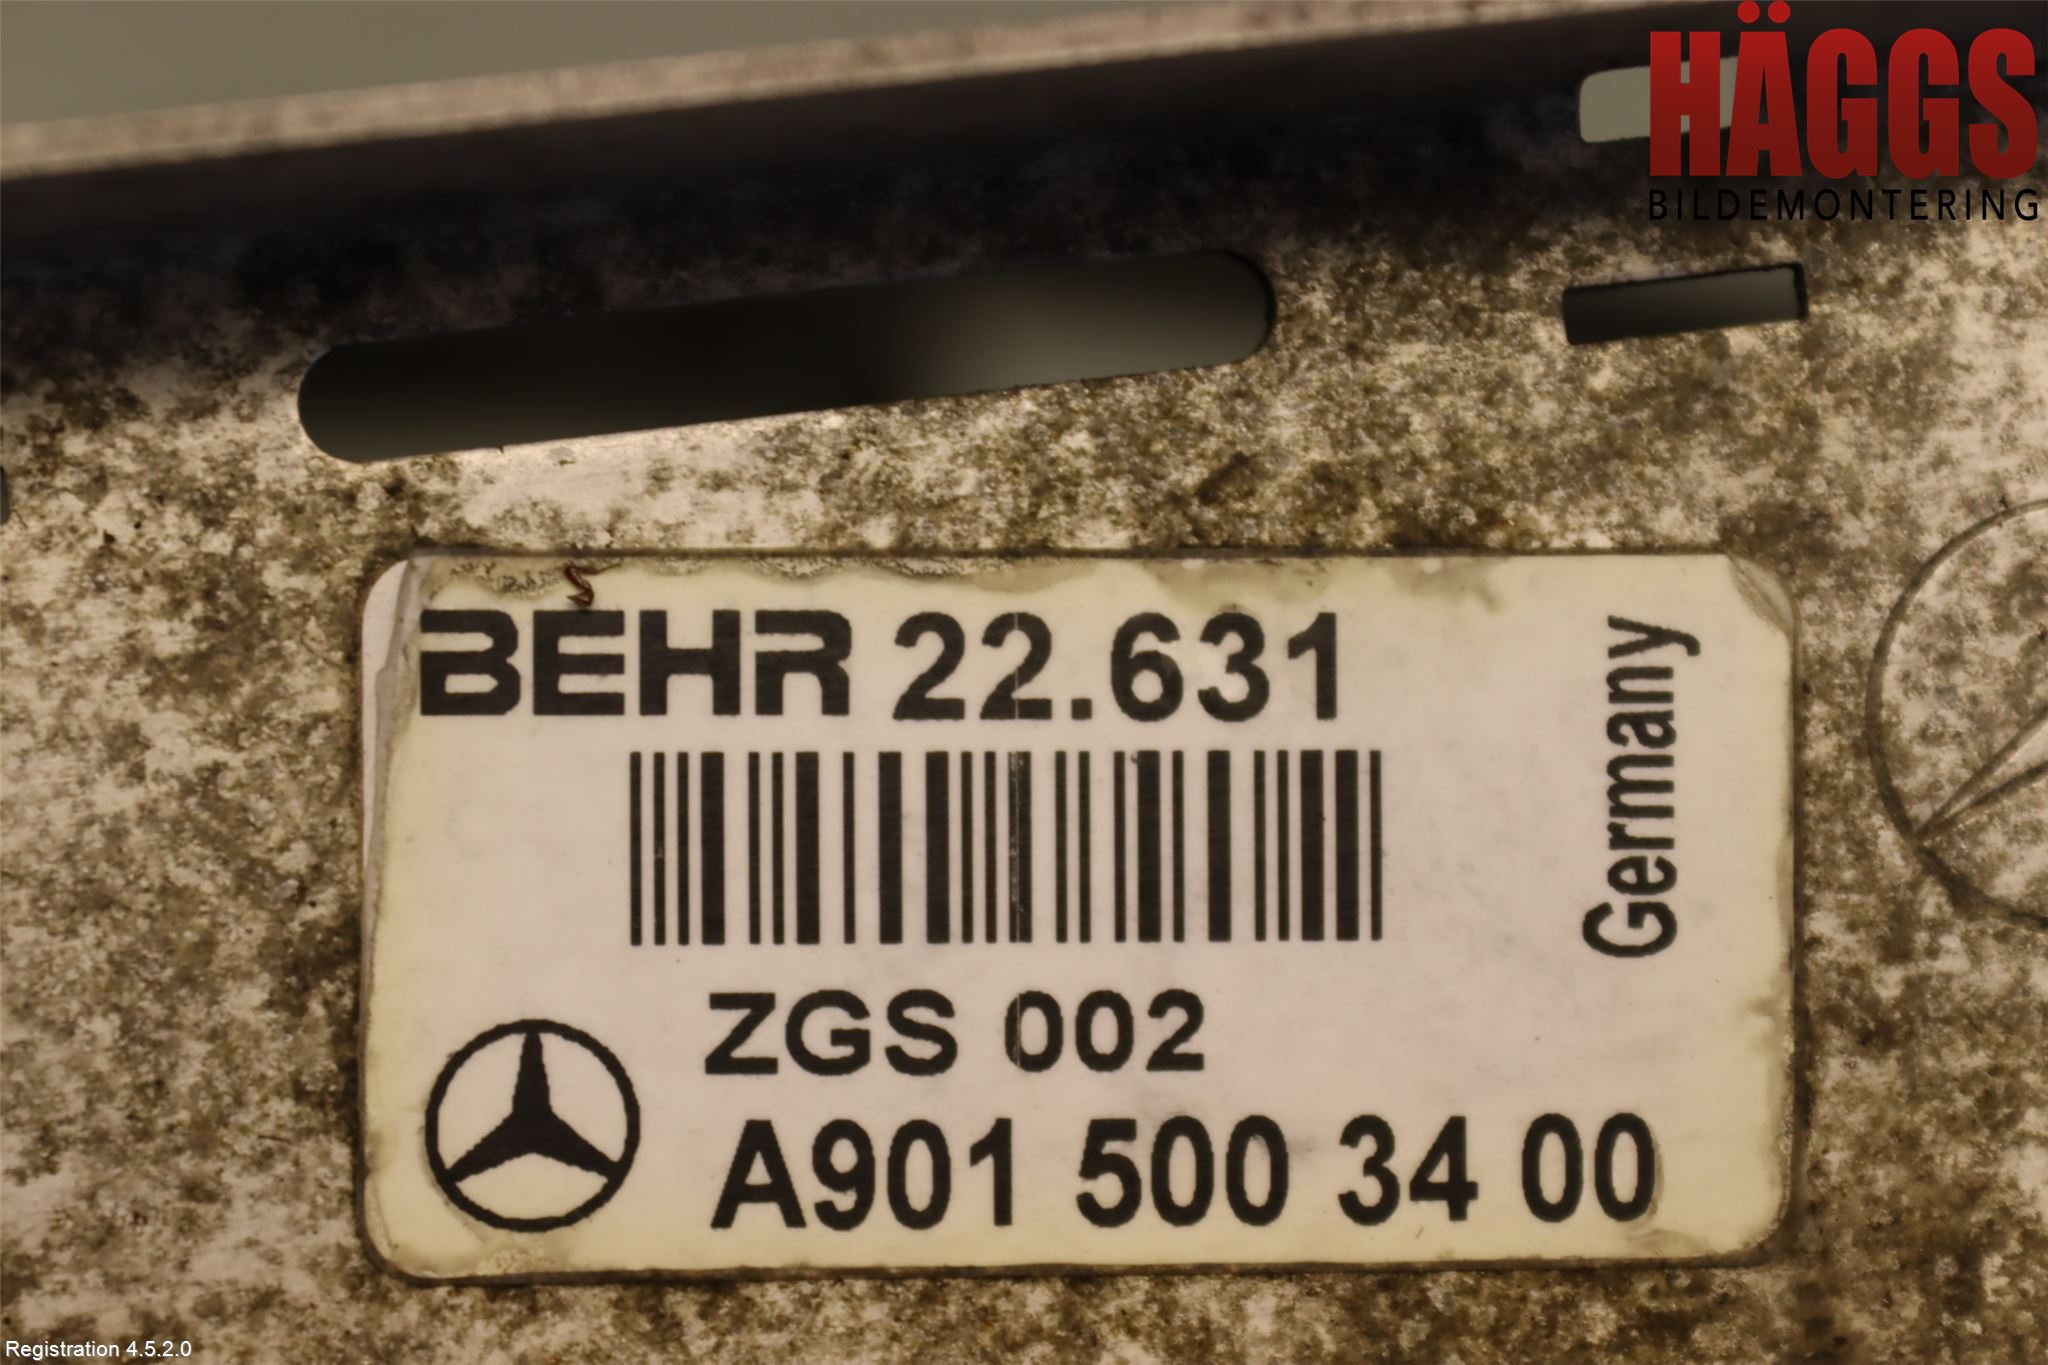 HÄGGS
BILDEMONTERING
BEHR 22.631
Germany
ZGS 002
A901 500 34 00
Registration 4.5.2.0